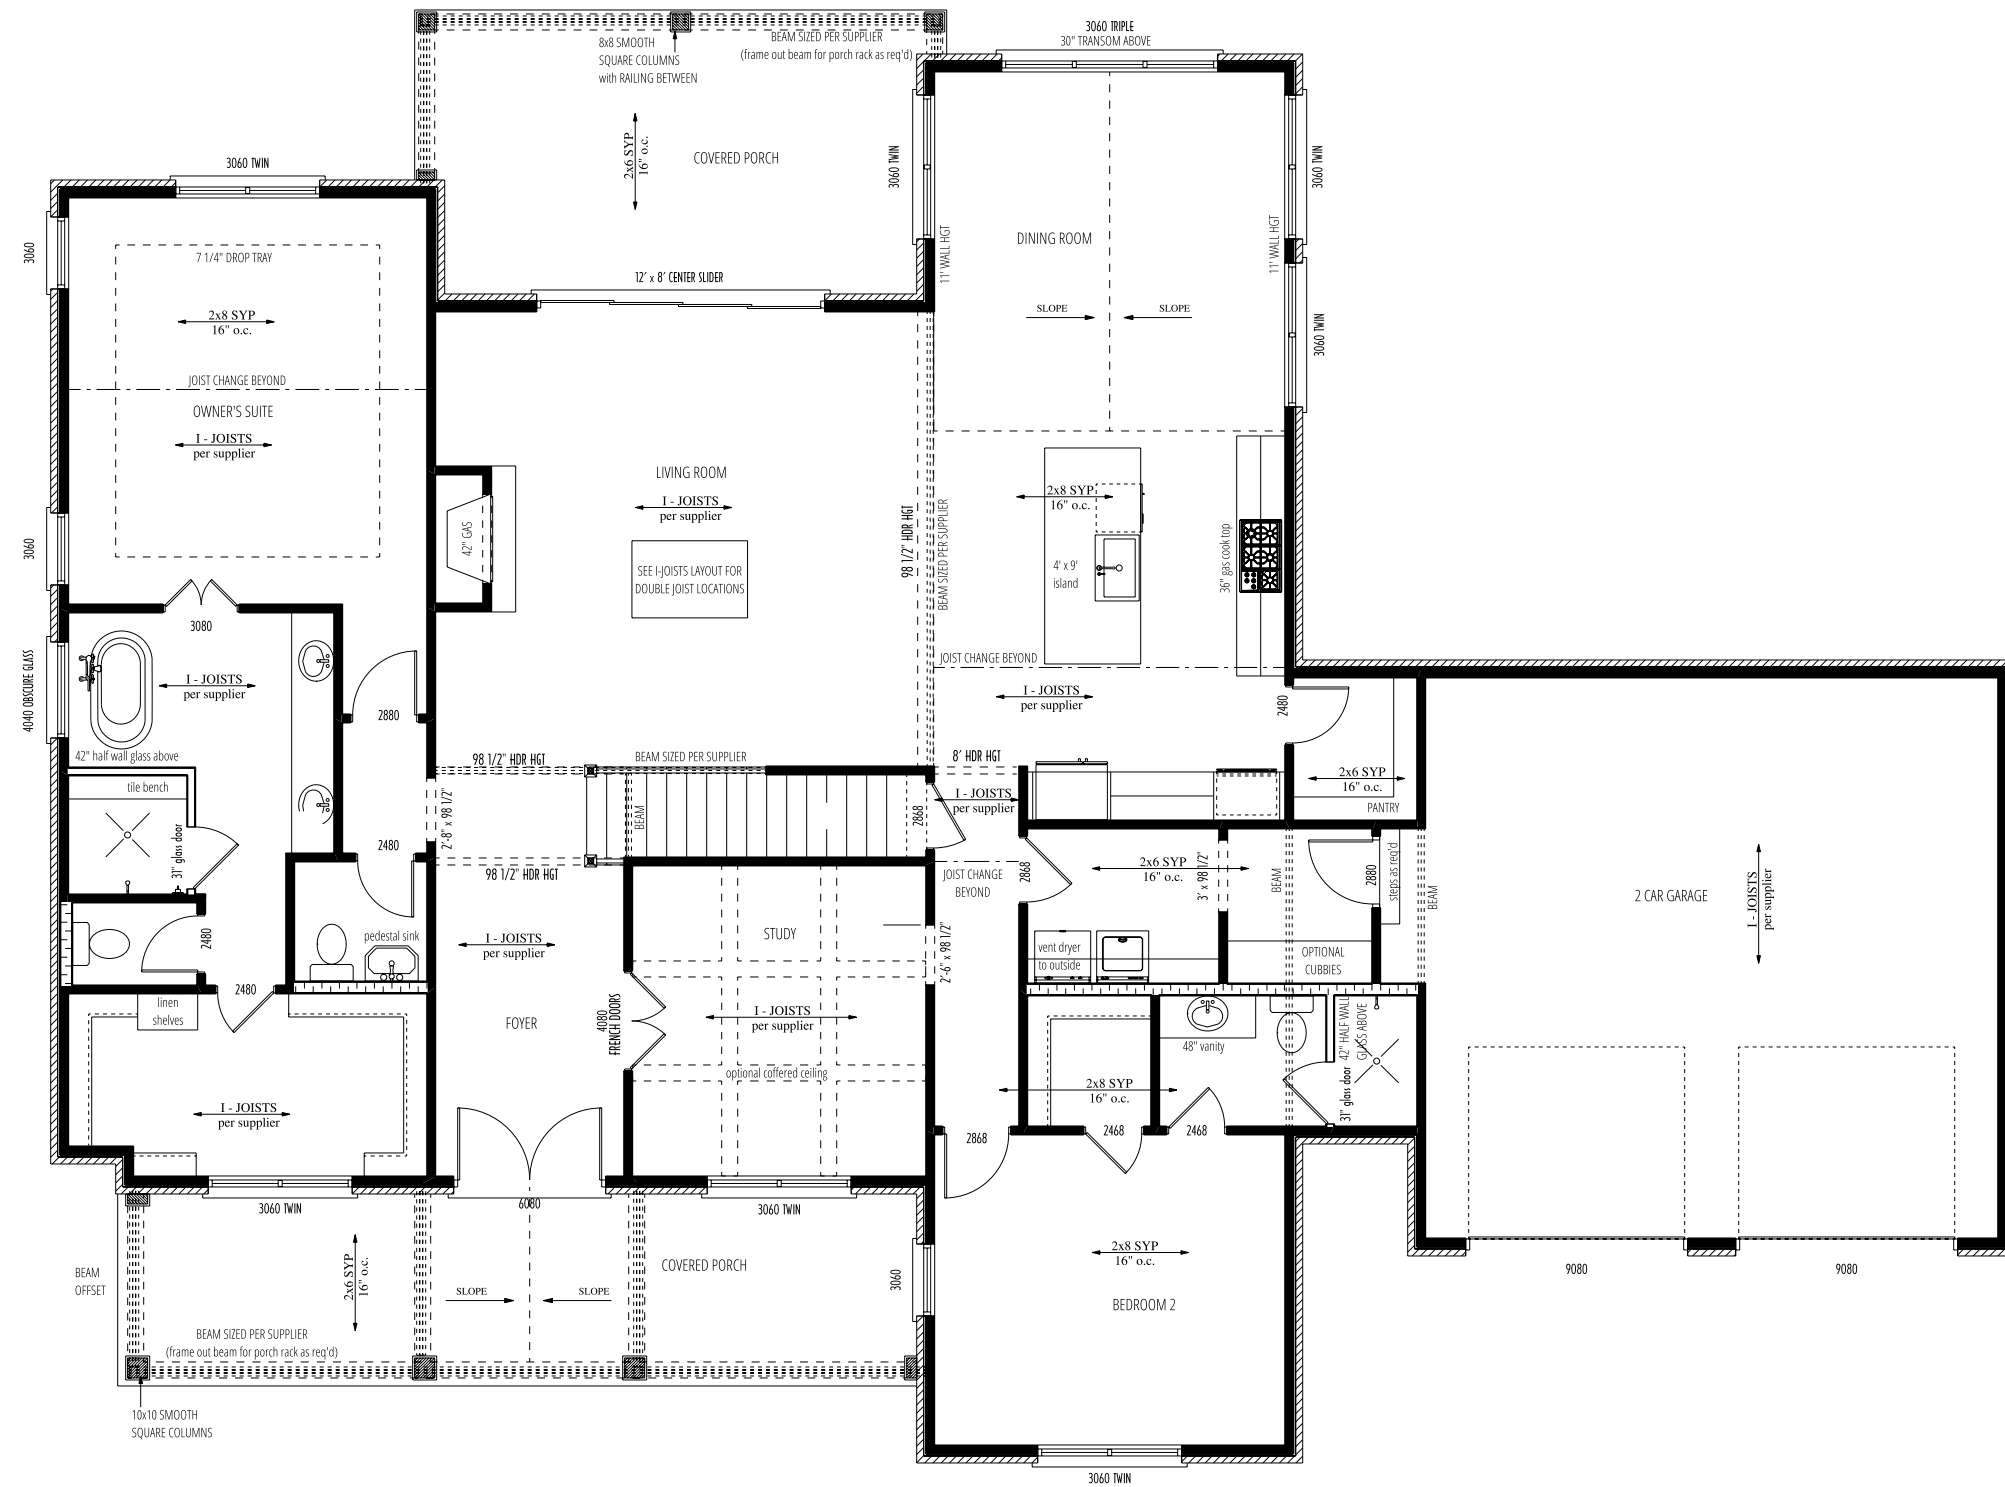 3060 TRIPLE
30" TRANSOM ABOVE
8x8 SMOOTH
SQUARE COLUMNS
with RAILING BETWEEN
BEAM SIZED PER SUPPLIER
(frame out beam for porch rack as req'd)
2x6 SYP
16" o.c.
COVERED PORCH
3060 TWIN
3060 TWIN
3060 TWIN
3060
7 1/4" DROP TRAY
11' WALL HGT
DINING ROOM
11' WALL HGT
12' x 8' CENTER SLIDER
2x8 SYP
16" o.c.
SLOPE
SLOPE
3060 TWIN
JOIST CHANGE BEYOND
OWNER'S SUITE
I - JOISTS
per supplier
LIVING ROOM
I - JOISTS
per supplier
2x8 SYP
16" o.c.
98 1/2" HDR HGT
BEAM SIZED PER SUPPLIER
3060
42" GAS
SEE I-JOISTS LAYOUT FOR
DOUBLE JOIST LOCATIONS
4' x 9'
island
36" gas cook top
3080
4040 OBSCURE GLASS
I - JOISTS
per supplier
JOIST CHANGE BEYOND
I - JOISTS
per supplier
2880
2480
42" half wall glass above
98 1/2" HDR HGT
BEAM SIZED PER SUPPLIER
8' HDR HGT
tile bench
2'-8" x 98 1/2"
BEAM
2868
I - JOISTS
per supplier
2x6 SYP
16" o.c.
PANTRY
31" glass door
2480
98 1/2" HDR HGT
JOIST CHANGE
BEYOND
2868
2x6 SYP
16" o.c.
3' x 98 1/2"
BEAM
2880
steps as req'd
BEAM
2 CAR GARAGE
I - JOISTS
per supplier
2480
pedestal sink
I - JOISTS
per supplier
STUDY
2'-6" x 98 1/2"
vent dryer
to outside
OPTIONAL
CUBBIES
2480
linen
shelves
FOYER
4080
FRENCH DOORS
I - JOISTS
per supplier
optional coffered ceiling
48" vanity
42" HALF WALL
GLASS ABOVE
31" glass door
2x8 SYP
16" o.c.
I - JOISTS
per supplier
2868
2468
2468
3060 TWIN
6080
3060 TWIN
BEAM
OFFSET
2x6 SYP
16" o.c.
SLOPE
SLOPE
COVERED PORCH
3060
2x8 SYP
16" o.c.
BEDROOM 2
9080
9080
BEAM SIZED PER SUPPLIER
(frame out beam for porch rack as req'd)
10x10 SMOOTH
SQUARE COLUMNS
3060 TWIN